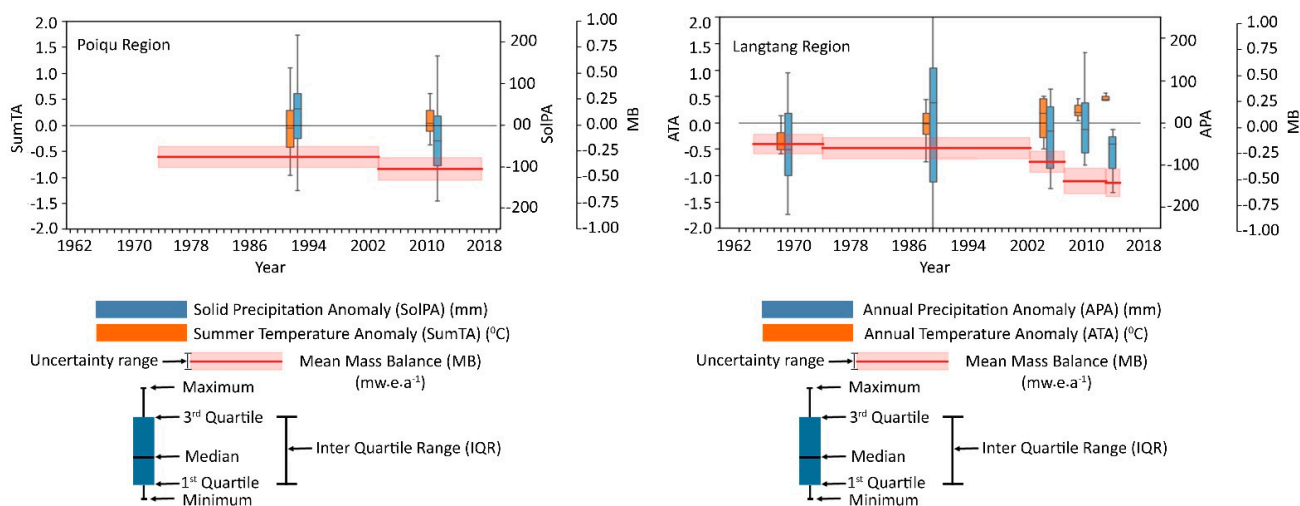 Poiqu Region
SumTA
2.0
1.5
1.0
0.5
0.0
-0.5
-1.0
-1.5
-2.0
200
100
00
-100
-200
SolPA
1.00
0.75
0.50
0.25
0.00
-0.25
-0.50
-0.75
-1.00
MB
1962 1970 1978 1986 1994 2002 2010 2018
Year
Solid Precipitation Anomaly (SolPA) (mm)
Summer Temperature Anomaly (SumTA) (⁰C)
Uncertainty range
Mean Mass Balance (MB)
(mw.e.a⁻¹)
Maximum
3rd Quartile
Inter Quartile Range (IQR)
Median
1st Quartile
Minimum
Langtang Region
ATA
2.0
1.5
1.0
0.5
0.0
-0.5
-1.0
-1.5
-2.0
200
100
00
-100
-200
APA
1.00
0.75
0.50
0.25
0.00
-0.25
-0.50
-0.75
-1.00
MB
1962 1970 1978 1986 1994 2002 2010 2018
Year
Annual Precipitation Anomaly (APA) (mm)
Annual Temperature Anomaly (ATA) (⁰C)
Uncertainty range
Mean Mass Balance (MB)
(mw.e.a⁻¹)
Maximum
3rd Quartile
Inter Quartile Range (IQR)
Median
1st Quartile
Minimum